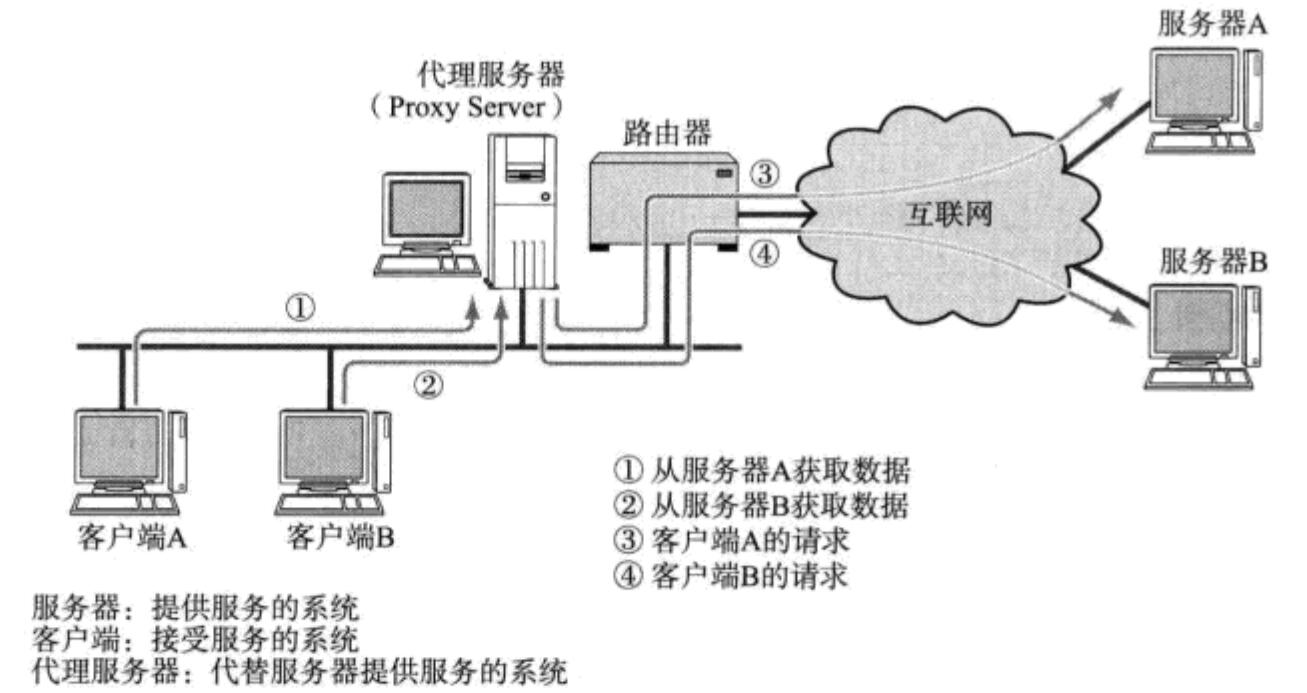 服务器A
代理服务器
（Proxy Server）
路由器
③
互联网
④
服务器B
①
②
客户端A
客户端B
① 从服务器A获取数据
② 从服务器B获取数据
③ 客户端A的请求
④ 客户端B的请求
服务器：提供服务的系统
客户端：接受服务的系统
代理服务器：代替服务器提供服务的系统